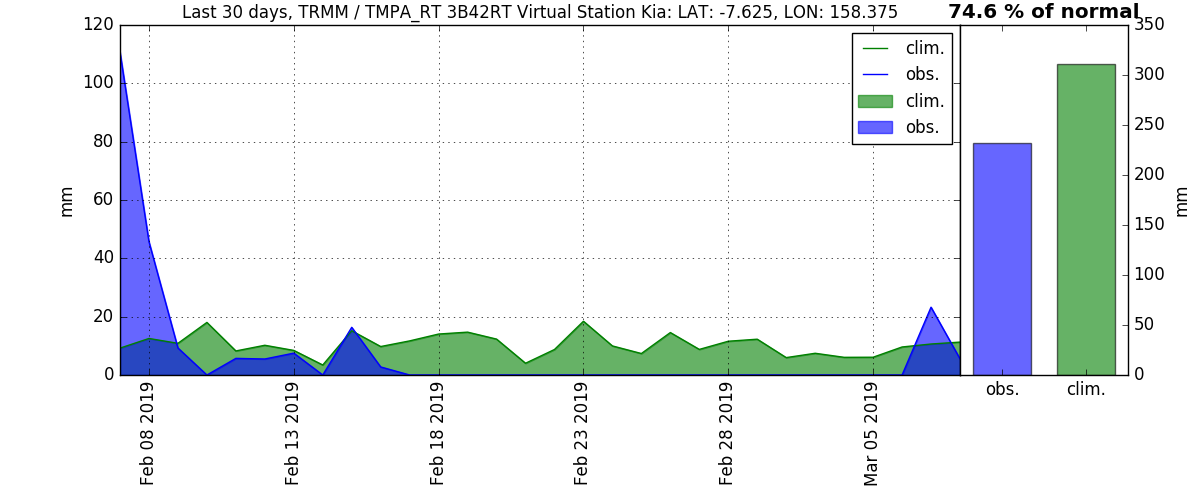 Last 30 days, TRMM / TMPA_RT 3B42RT Virtual Station Kia: LAT: -7.625, LON: 158.375
74.6 % of normal
120
100
80
60
40
20
0
mm
clim.
obs.
clim.
obs.
Feb 08 2019
Feb 13 2019
Feb 18 2019
Feb 23 2019
Feb 28 2019
Mar 05 2019
350
300
250
200
150
100
50
0
mm
obs.
clim.